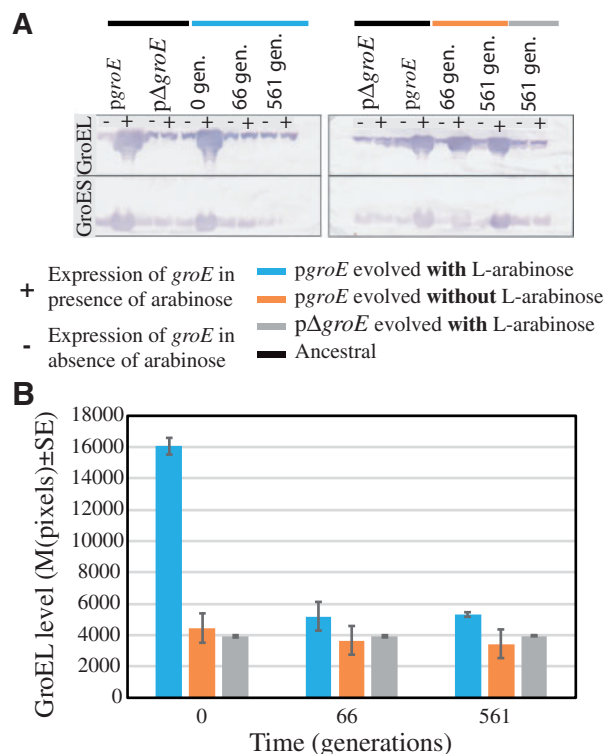 A
pgroE
pΔgroE
0 gen.
66 gen.
561 gen.
pΔgroE
pgroE
66 gen.
561 gen.
561 gen.
- + - + - + - + - +
- + - + - + - + - +
GroEL
GroES
+ Expression of groE in
presence of arabinose
- Expression of groE in
absence of arabinose
pgroE evolved with L-arabinose
pgroE evolved without L-arabinose
pΔgroE evolved with L-arabinose
Ancestral
B
GroEL level (M(pixels)±SE)
18000
16000
14000
12000
10000
8000
6000
4000
2000
0
0 66 561
Time (generations)